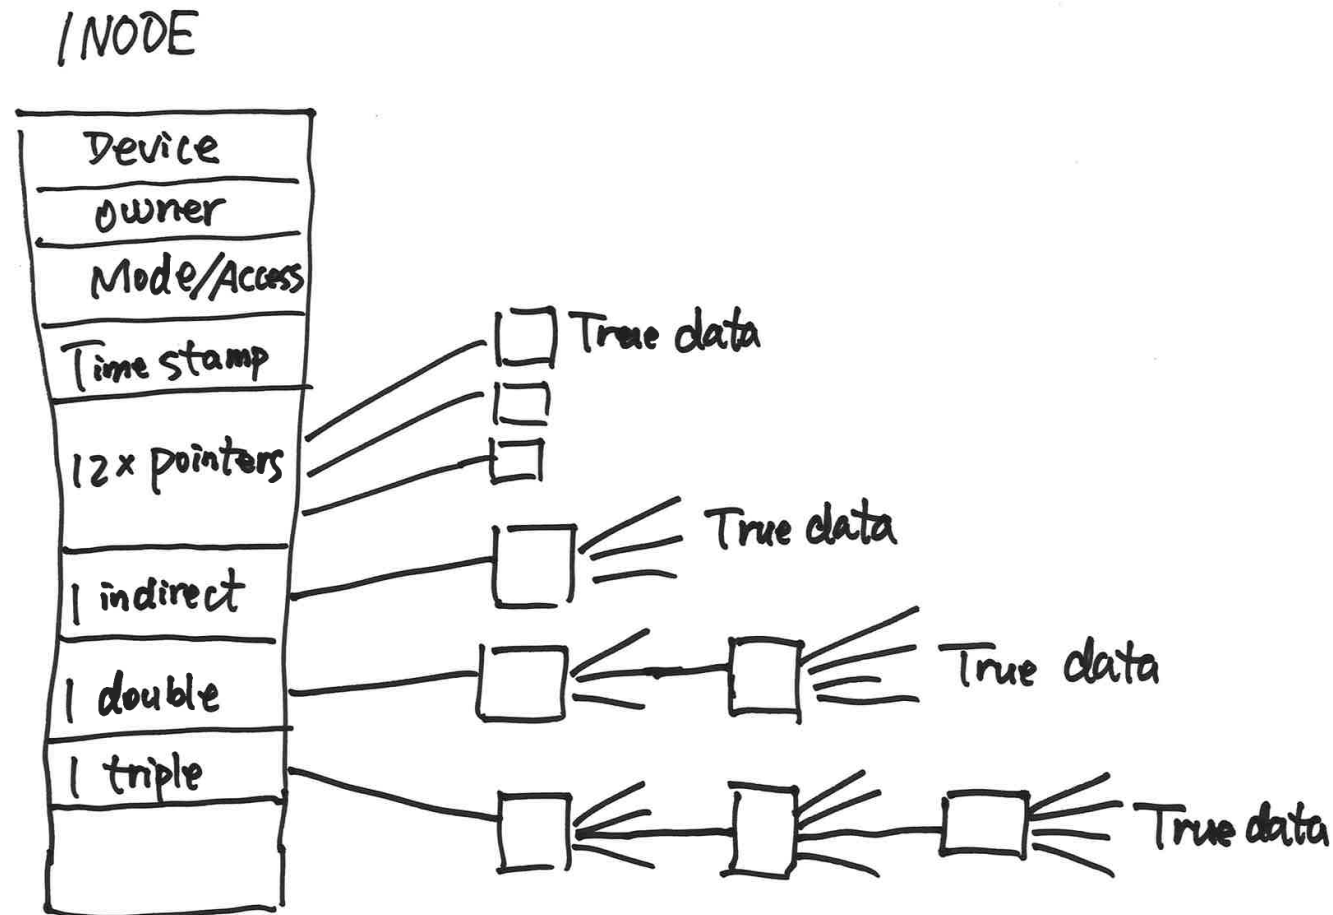 INODE
Device
Owner
Mode/Access
Time stamp
True data
12x pointers
True data
1 indirect
True data
1 double
1 triple
True data